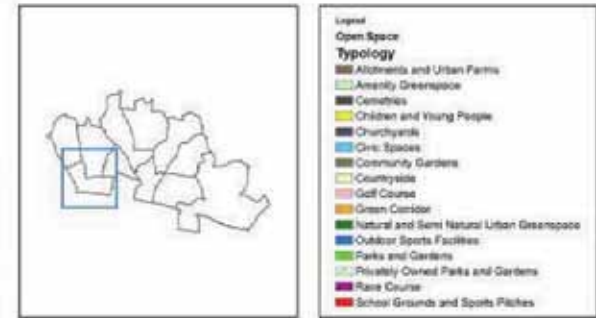 Legend
Open Space
Typology
Allotments and Urban Farms
Amenity Greenspace
Cemetries
Children and Young People
Churchyards
Civic Spaces
Community Gardens
Countryside
Golf Course
Green Corridor
Natural and Semi Natural Urban Greenspace
Outdoor Sports Facilities
Parks and Gardens
Privately Owned Parks and Gardens
Race Course
School Grounds and Sports Pitches